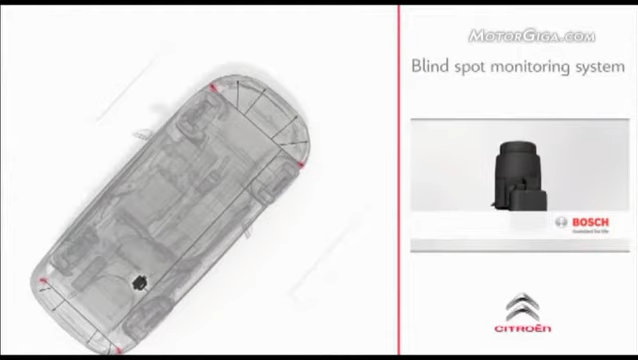 MotorGiga.com
Blind spot monitoring system
BOSCH
Invented for life
CITROËN